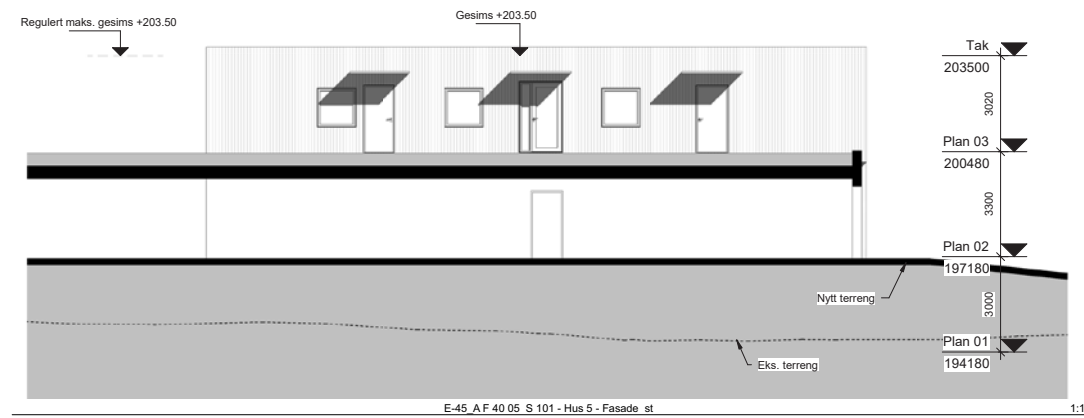 Gesims +203.50
Regulert maks. gesims +203.50
Tak
203500
3020
Plan 03
200480
3300
Plan 02
197180
Nytt terreng
3000
Plan 01
Eks. terreng
194180
E-45_A F 40 05 S 101 - Hus 5 - Fasade st
1:1